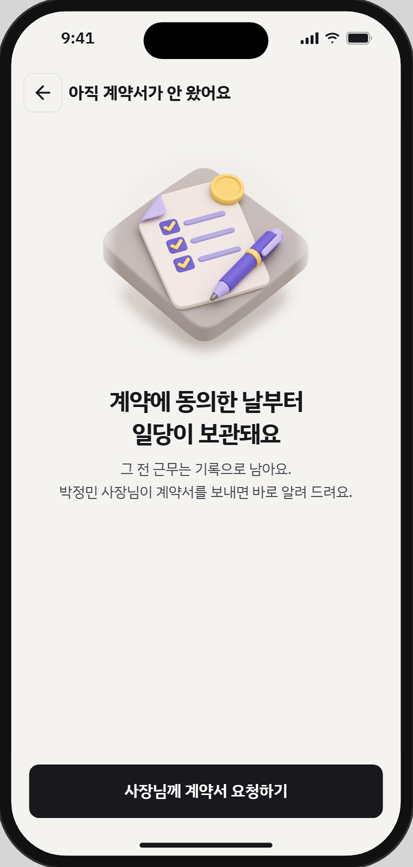 9:41
아직 계약서가 안 왔어요
계약에 동의한 날부터
일당이 보관돼요
그 전 근무는 기록으로 남아요.
박정민 사장님이 계약서를 보내면 바로 알려 드려요.
사장님께 계약서 요청하기